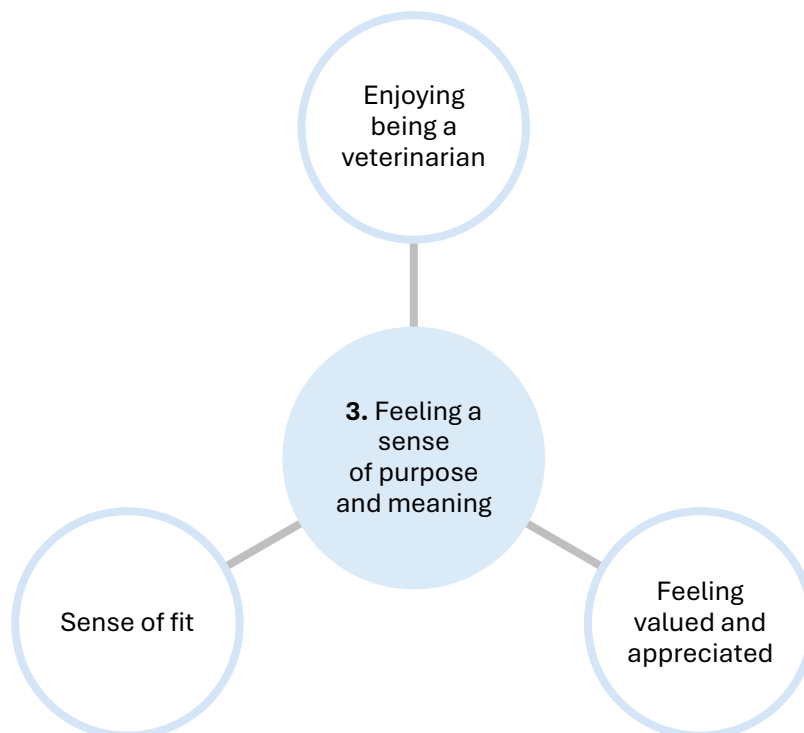 Enjoying
being a
veterinarian
3. Feeling a
sense
of purpose
and meaning
Sense of fit
Feeling
valued and
appreciated